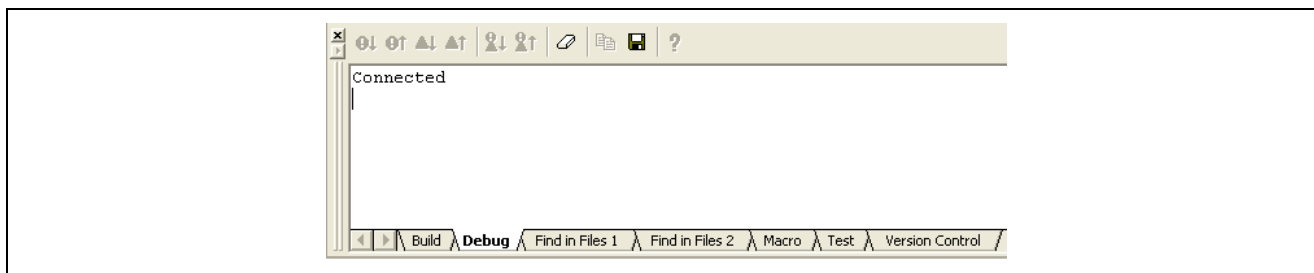 Connected
Build Debug Find in Files 1 Find in Files 2 Macro Test Version Control